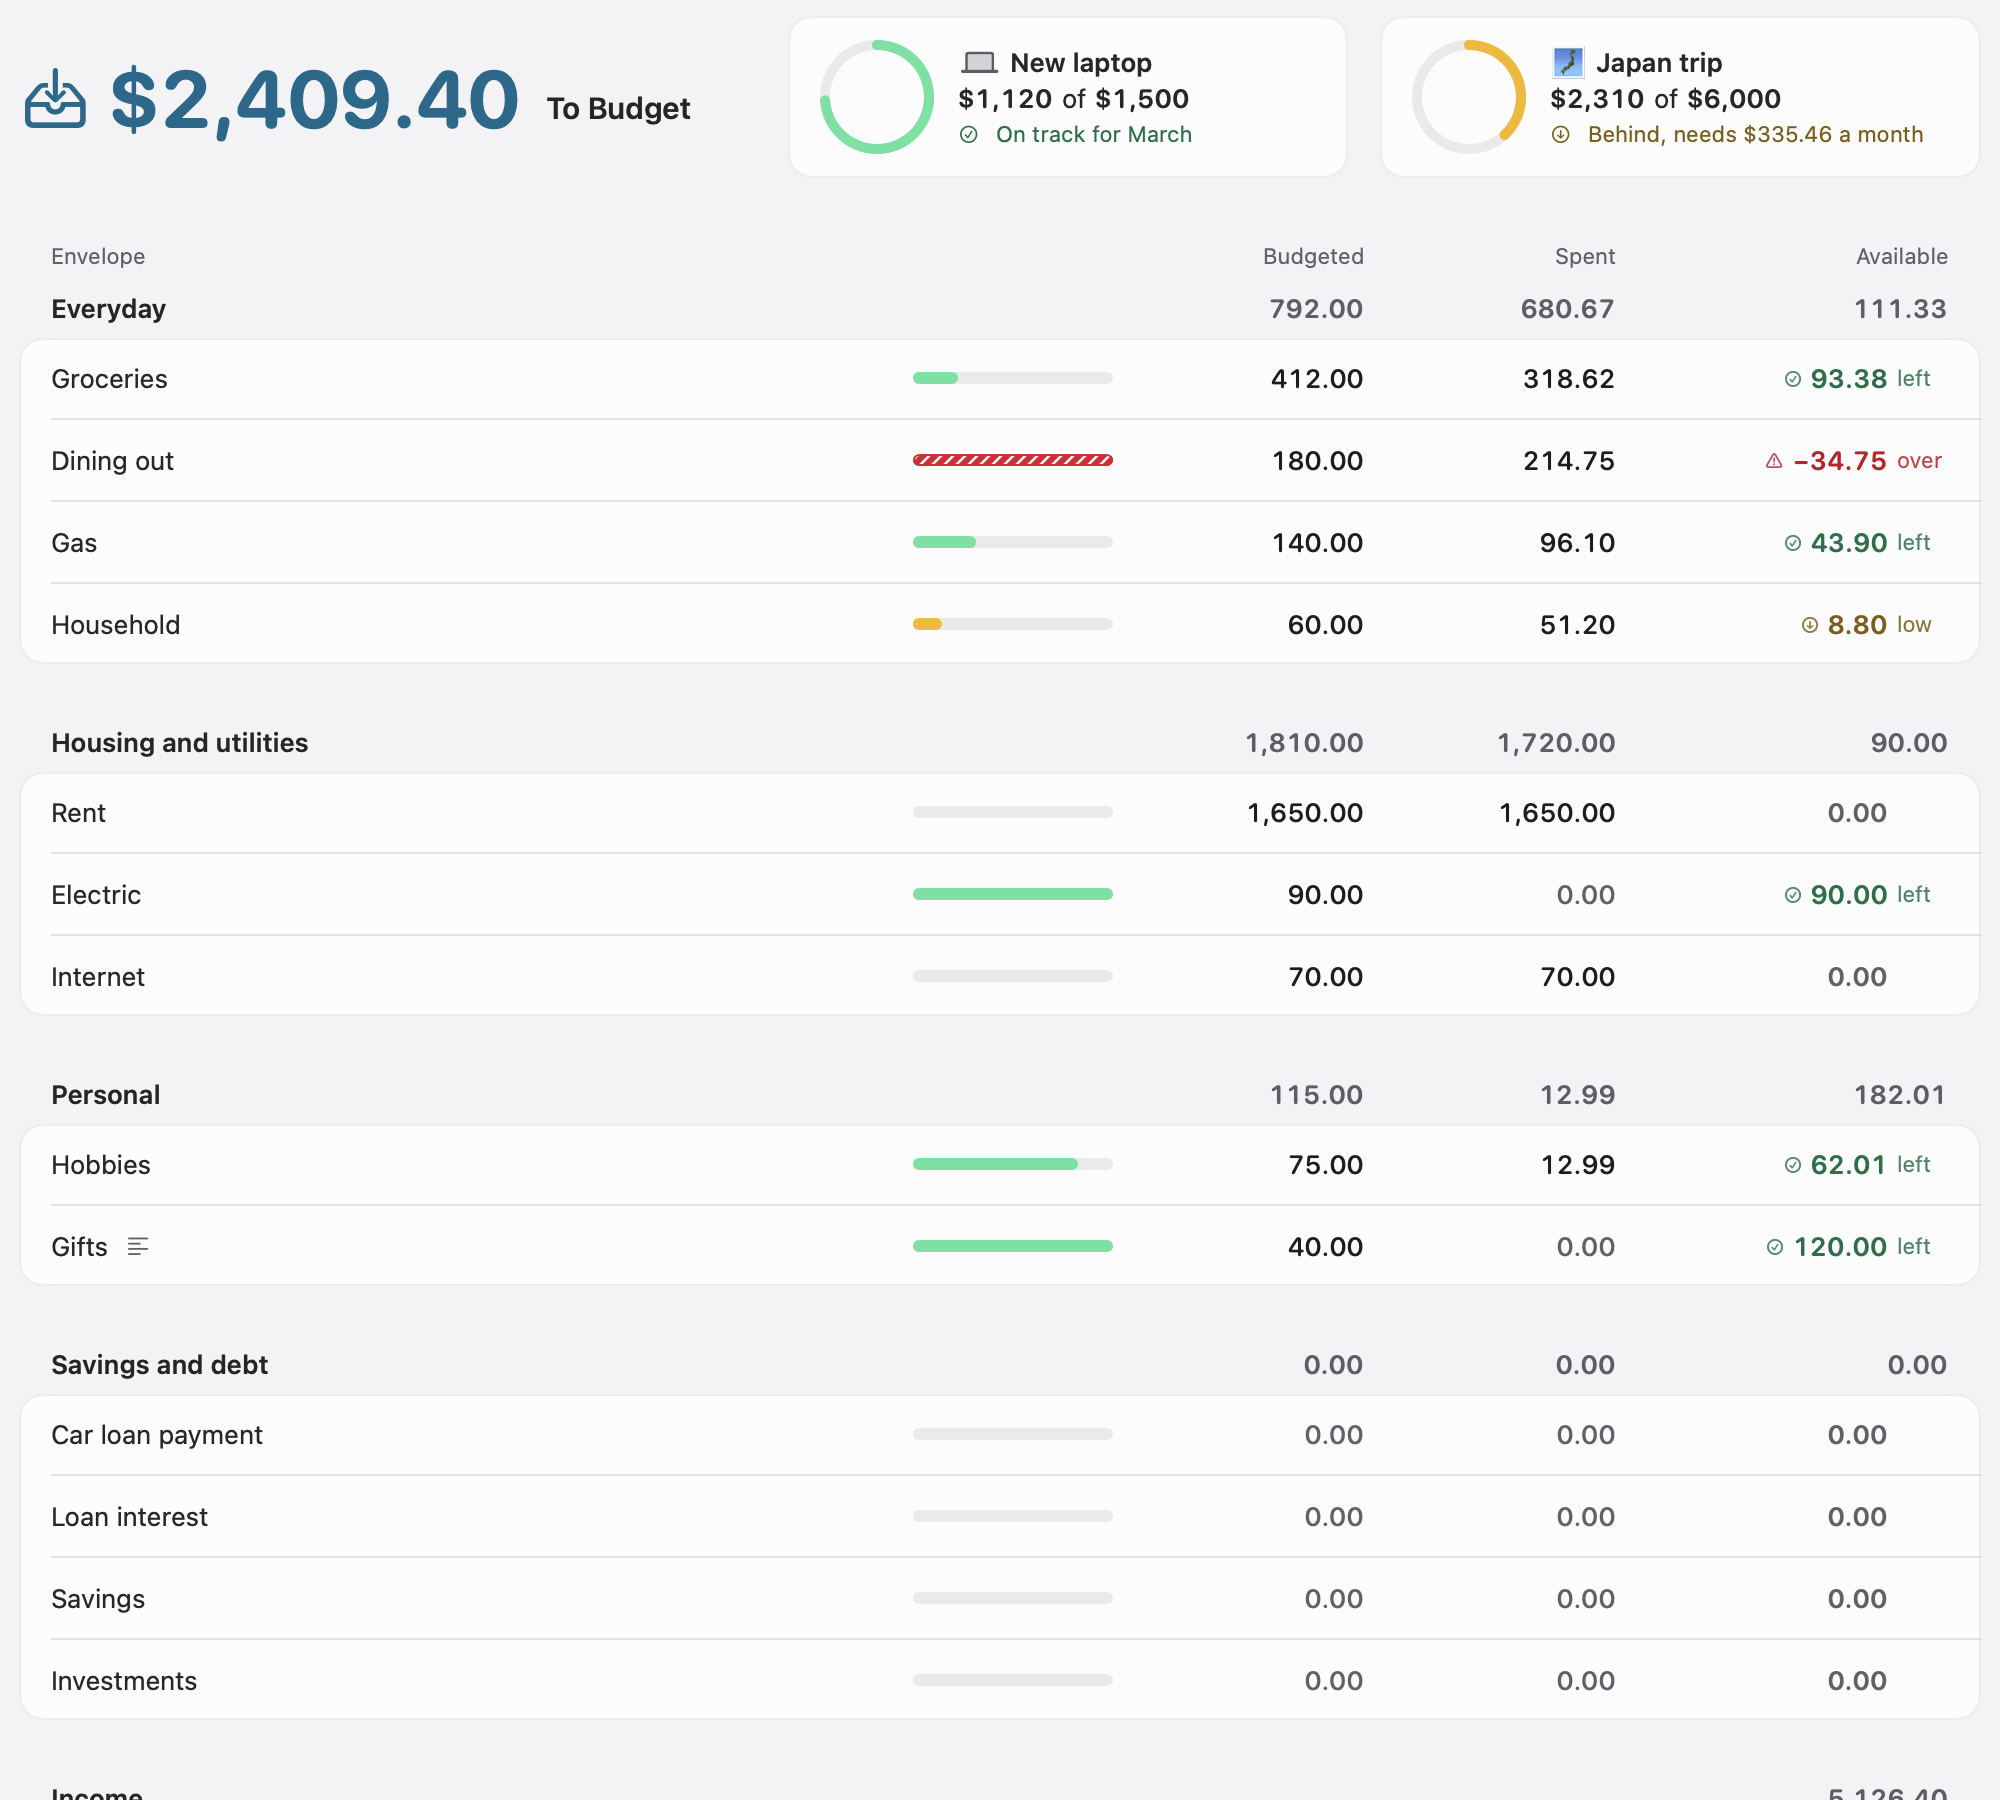 $2,409.40 To Budget
New laptop
$1,120 of $1,500
On track for March
Japan trip
$2,310 of $6,000
Behind, needs $335.46 a month
Envelope Budgeted Spent Available
Everyday 792.00 680.67 111.33
Groceries 412.00 318.62 93.38 left
Dining out 180.00 214.75 –34.75 over
Gas 140.00 96.10 43.90 left
Household 60.00 51.20 8.80 low
Housing and utilities 1,810.00 1,720.00 90.00
Rent 1,650.00 1,650.00 0.00
Electric 90.00 0.00 90.00 left
Internet 70.00 70.00 0.00
Personal 115.00 12.99 182.01
Hobbies 75.00 12.99 62.01 left
Gifts 40.00 0.00 120.00 left
Savings and debt 0.00 0.00 0.00
Car loan payment 0.00 0.00 0.00
Loan interest 0.00 0.00 0.00
Savings 0.00 0.00 0.00
Investments 0.00 0.00 0.00
Income 5,126.40